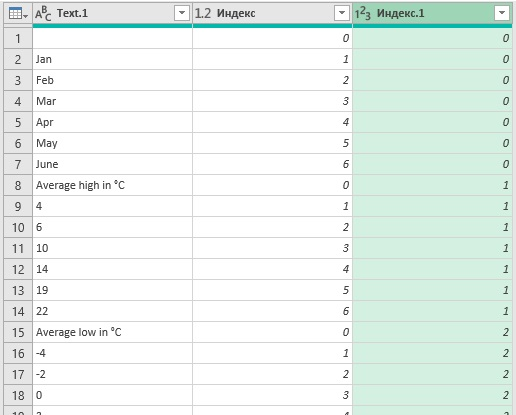 ABC Text.1 1.2 Индекс 123 Индекс.1
1 0 0
2 Jan 1 0
3 Feb 2 0
4 Mar 3 0
5 Apr 4 0
6 May 5 0
7 June 6 0
8 Average high in °C 0 1
9 4 1 1
10 6 2 1
11 10 3 1
12 14 4 1
13 19 5 1
14 22 6 1
15 Average low in °C 0 2
16 -4 1 2
17 -2 2 2
18 0 3 2